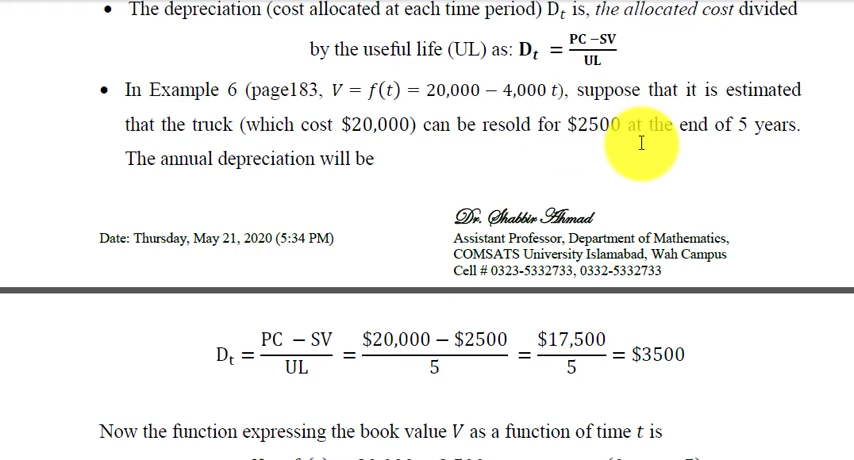 • The depreciation (cost allocated at each time period) Dₜ is, the allocated cost divided
by the useful life (UL) as: Dₜ = (PC −SV)/UL
• In Example 6 (page183, V = f(t) = 20,000 − 4,000 t), suppose that it is estimated
that the truck (which cost $20,000) can be resold for $2500 at the end of 5 years.
The annual depreciation will be
Dr. Shabbir Ahmad
Date: Thursday, May 21, 2020 (5:34 PM) Assistant Professor, Department of Mathematics,
COMSATS University Islamabad, Wah Campus
Cell # 0323-5332733, 0332-5332733
Dₜ = (PC − SV)/UL = ($20,000 − $2500)/5 = $17,500/5 = $3500
Now the function expressing the book value V as a function of time t is